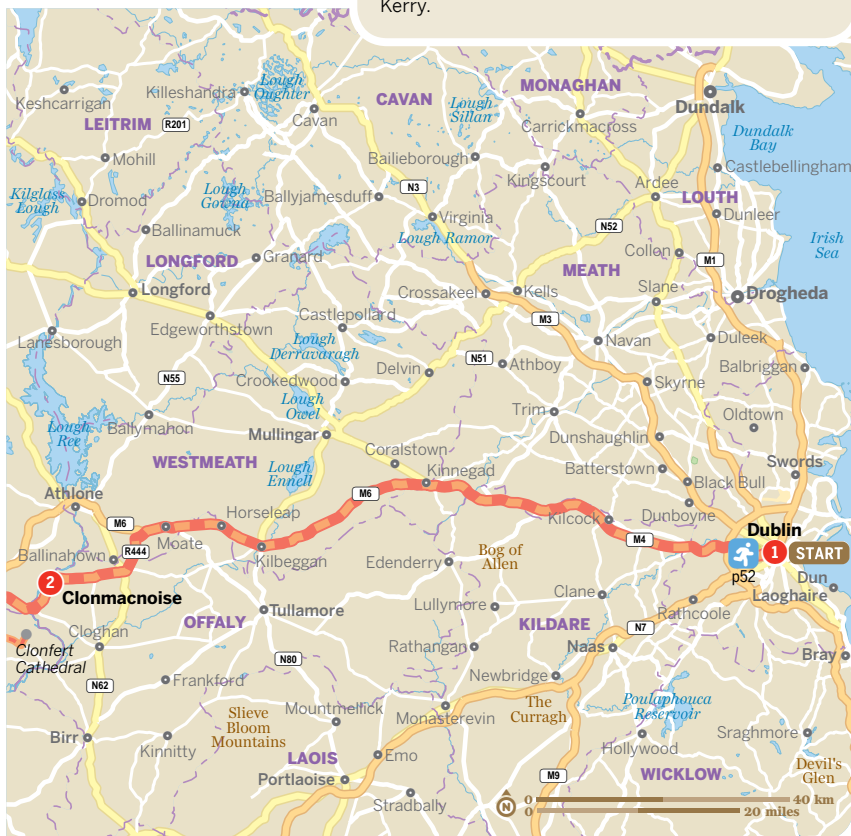 Kerry.
Keshcarrigan
Killeshandra
Lough
Oughter
CAVAN
Lough
Sillan
MONAGHAN
Dundalk
LEITRIM
R201
Cavan
Carrickmacross
Dundalk
Bay
Mohill
Bailieborough
Kingscourt
Castlebellingham
Kilglass
Lough
Dromod
Lough
Gowna
Ballyjamesduff
N3
Ardee
LOUTH
Virginia
Dunleer
Ballinamuck
Lough Ramor
N52
Irish
Sea
LONGFORD
Granard
Collon
M1
MEATH
Longford
Crossakeel
Kells
Slane
Drogheda
Edgeworthstown
Castlepollard
M3
Lanesborough
Lough
Derravaragh
Navan
Duleek
N55
Crookedwood
Delvin
N51
Athboy
Balbriggan
Skyrne
Lough
Owel
Lough
Ree
Ballymahon
Trim
Oldtown
Mullingar
Dunshaughlin
WESTMEATH
Coralstown
Batterstown
Swords
Lough
Ennell
Kinnegad
Black Bull
Athlone
M6
Horseleap
Dunboyne
M6
Moate
Kilcock
Dublin
R444
M4
1
START
Ballinahown
Kilbeggan
Edenderry
Bog of
Allen
p52
Dun
Laoghaire
2
Clonmacnoise
Clane
Tullamore
Lullymore
Rathcoole
OFFALY
KILDARE
N7
Cloghan
Clonfert
Cathedral
Rathangan
Naas
Bray
N80
Newbridge
N62
Frankford
Mountmellick
The
Curragh
Poulaphouca
Reservoir
Slieve
Bloom
Mountains
Monasterevin
Birr
Kinnitty
Hollywood
Sraghmore
LAOIS
Emo
Devil's
Glen
Portlaoise
M9
WICKLOW
Stradbally
N
0
40 km
0
20 miles